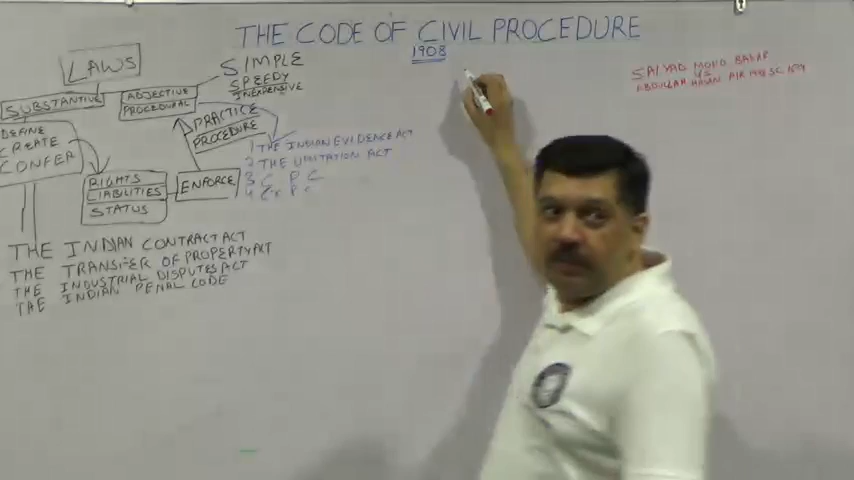 THE CODE OF CIVIL PROCEDURE
1908
LAWS
SUBSTANTIVE
ADJECTIVE
PROCEDURAL
SIMPLE
SPEEDY
INEXPENSIVE
DEFINE
CREATE
CONFER
RIGHTS
LIABILITIES
STATUS
ENFORCE
PRACTICE
PROCEDURE
1 THE INDIAN EVIDENCE ACT
2 THE LIMITATION ACT
3 C P C
4 Cr P C
THE INDIAN CONTRACT ACT
THE TRANSFER OF PROPERTY ACT
THE INDUSTRIAL DISPUTES ACT
THE INDIAN PENAL CODE
SAIYAD MOHD BAKAR
VS
ABDULLAH HASAN AIR SC